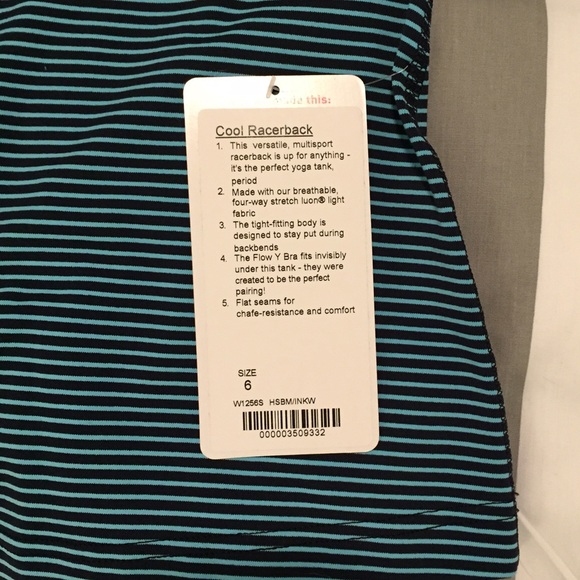 this:
Cool Racerback
1. This versatile, multisport
racerback is up for anything -
it's the perfect yoga tank,
period
2. Made with our breathable,
four-way stretch luon® light
fabric
3. The tight-fitting body is
designed to stay put during
backbends
4. The Flow Y Bra fits invisibly
under this tank - they were
created to be the perfect
pairing!
5. Flat seams for
chafe-resistance and comfort
SIZE
6
W1256S HSBM/INKW
000003509332